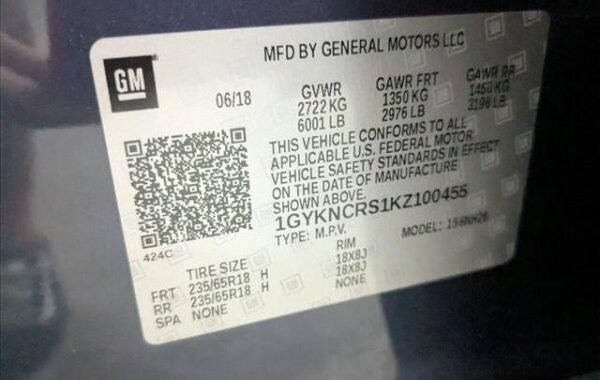 MFD BY GENERAL MOTORS LLC
GM
06/18
GVWR GAWR FRT GAWR RR
2722 KG 1350 KG 1450 KG
6001 LB 2976 LB 3196 LB
THIS VEHICLE CONFORMS TO ALL
APPLICABLE U.S. FEDERAL MOTOR
VEHICLE SAFETY STANDARDS IN EFFECT
ON THE DATE OF MANUFACTURE
SHOWN ABOVE.
1GYKNCRS1KZ100455
TYPE: M.P.V. MODEL:
424C
TIRE SIZE RIM
FRT 235/65R18 H 18X8J
RR 235/65R18 H 18X8J
SPA NONE NONE